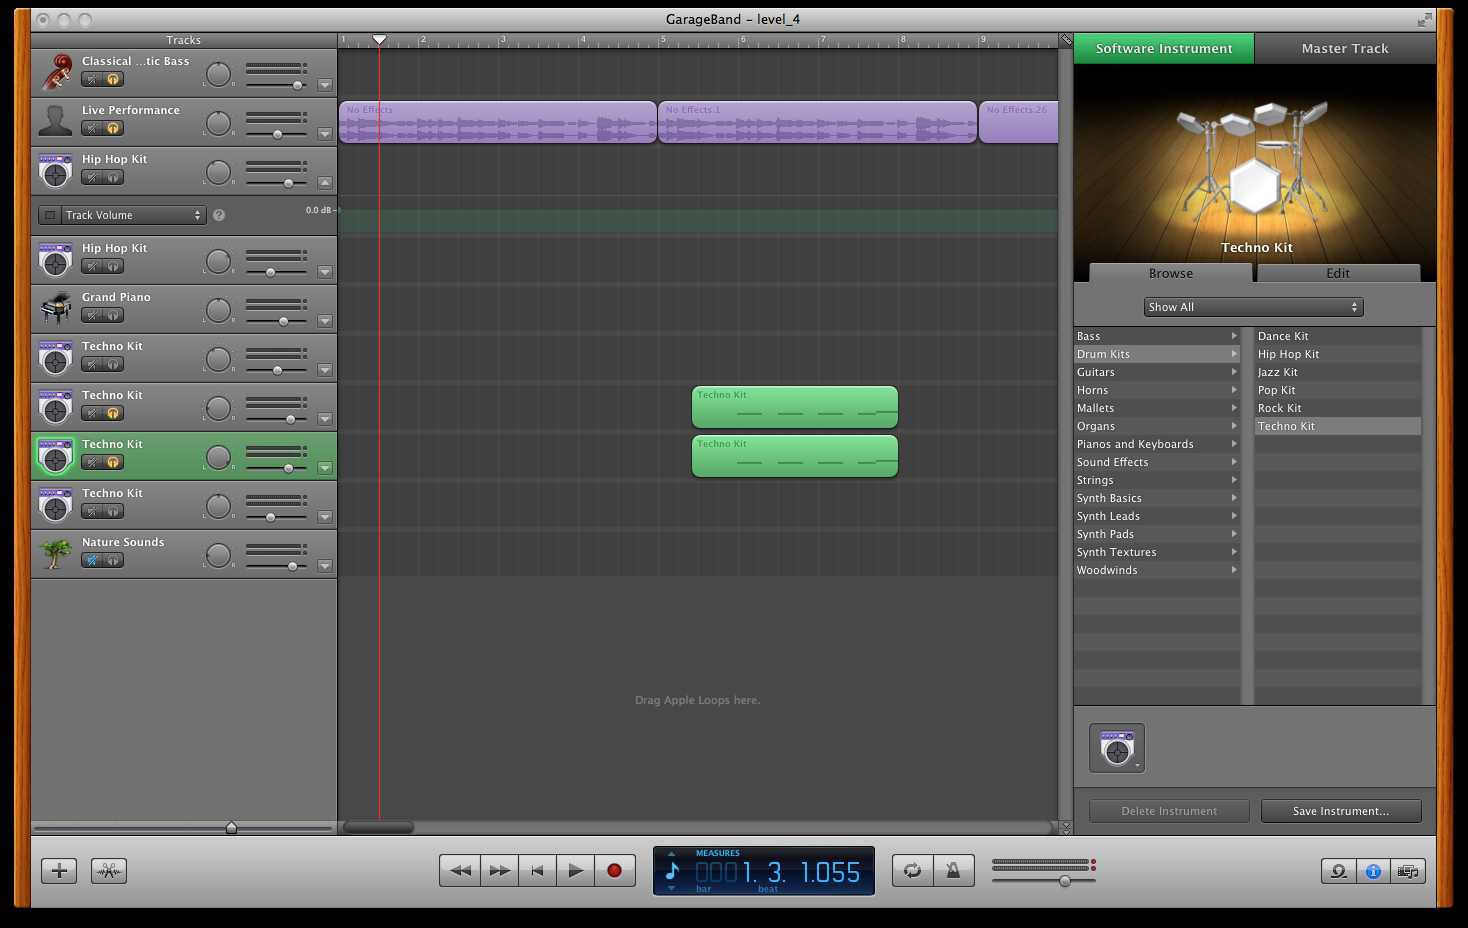 GarageBand - level_4
Tracks
1 2 3 4 5 6 7 8 9
Classical ...tic Bass
L R
Live Performance
L R
No Effects
No Effects.1
No Effects.26
Hip Hop Kit
L R
Track Volume
?
0.0 dB
Hip Hop Kit
L R
Grand Piano
L R
Techno Kit
L R
Techno Kit
L R
Techno Kit
Techno Kit
L R
Techno Kit
Techno Kit
L R
Nature Sounds
L R
Drag Apple Loops here.
Software Instrument
Master Track
Techno Kit
Browse
Edit
Show All
Bass
Drum Kits
Guitars
Horns
Mallets
Organs
Pianos and Keyboards
Sound Effects
Strings
Synth Basics
Synth Leads
Synth Pads
Synth Textures
Woodwinds
Dance Kit
Hip Hop Kit
Jazz Kit
Pop Kit
Rock Kit
Techno Kit
Delete Instrument
Save Instrument...
MEASURES
0001. 3. 1.055
bar beat